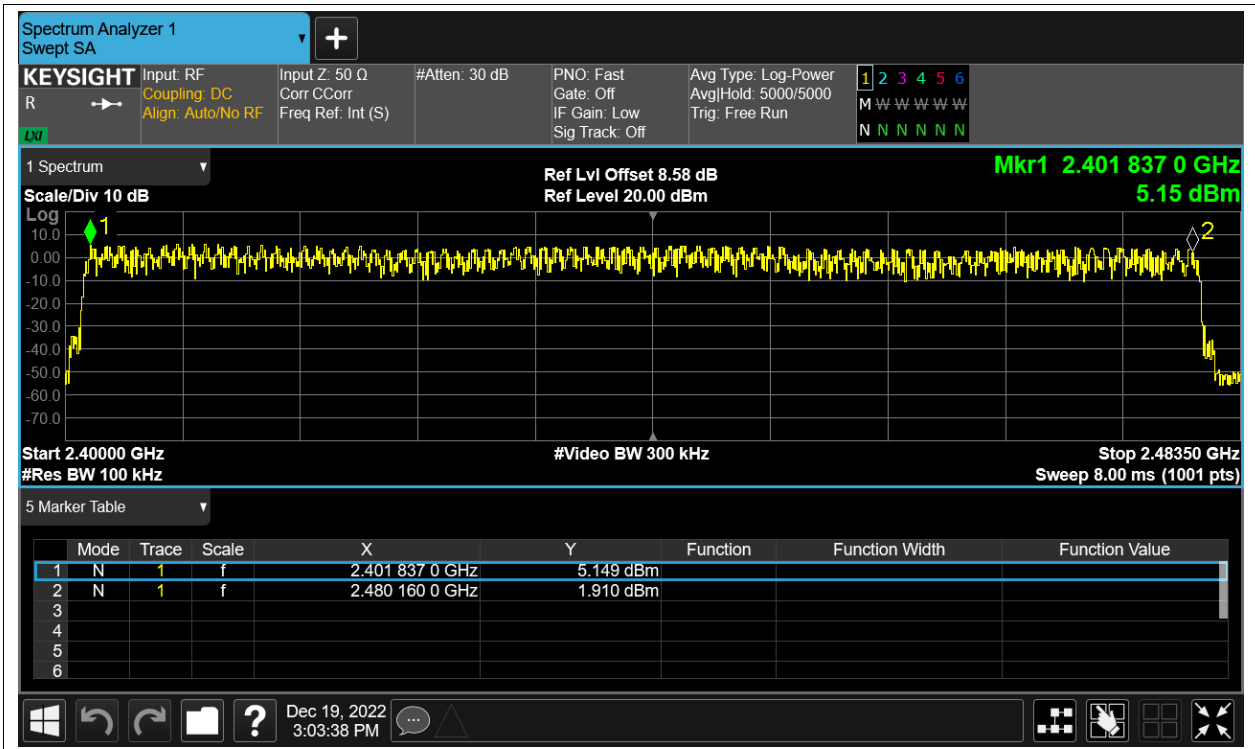 Spectrum Analyzer 1
Swept SA
KEYSIGHT Input: RF Input Z: 50 Ω #Atten: 30 dB PNO: Fast Avg Type: Log-Power 1 2 3 4 5 6
R Coupling: DC Corr CCorr Gate: Off Avg|Hold: 5000/5000 M W W W W W
Align: Auto/No RF Freq Ref: Int (S) IF Gain: Low Trig: Free Run
LXI Sig Track: Off N N N N N N
1 Spectrum Ref Lvl Offset 8.58 dB Mkr1 2.401 837 0 GHz
Scale/Div 10 dB Ref Level 20.00 dBm 5.15 dBm
Log
1
2
10.0
0.00
-10.0
-20.0
-30.0
-40.0
-50.0
-60.0
-70.0
Start 2.40000 GHz #Video BW 300 kHz Stop 2.48350 GHz
#Res BW 100 kHz Sweep 8.00 ms (1001 pts)
5 Marker Table
Mode Trace Scale X Y Function Function Width Function Value
1 N 1 f 2.401 837 0 GHz 5.149 dBm
2 N 1 f 2.480 160 0 GHz 1.910 dBm
3
4
5
6
? Dec 19, 2022
3:03:38 PM